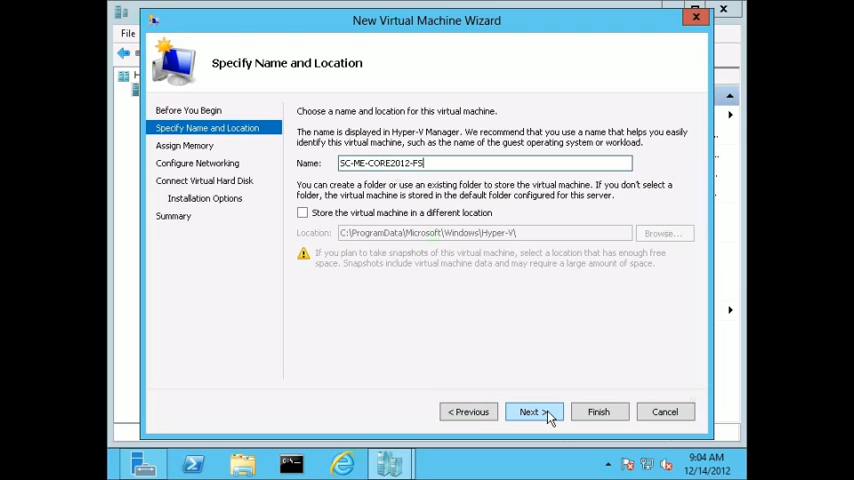 New Virtual Machine Wizard
File
Specify Name and Location
Before You Begin
Specify Name and Location
Assign Memory
Configure Networking
Connect Virtual Hard Disk
Installation Options
Summary
Choose a name and location for this virtual machine.
The name is displayed in Hyper-V Manager. We recommend that you use a name that helps you easily
identify this virtual machine, such as the name of the guest operating system or workload.
Name: SC-ME-CORE2012-FS
You can create a folder or use an existing folder to store the virtual machine. If you don't select a
folder, the virtual machine is stored in the default folder configured for this server.
Store the virtual machine in a different location
Location: C:\ProgramData\Microsoft\Windows\Hyper-V\ Browse...
If you plan to take snapshots of this virtual machine, select a location that has enough free
space. Snapshots include virtual machine data and may require a large amount of space.
< Previous Next > Finish Cancel
9:04 AM
12/14/2012